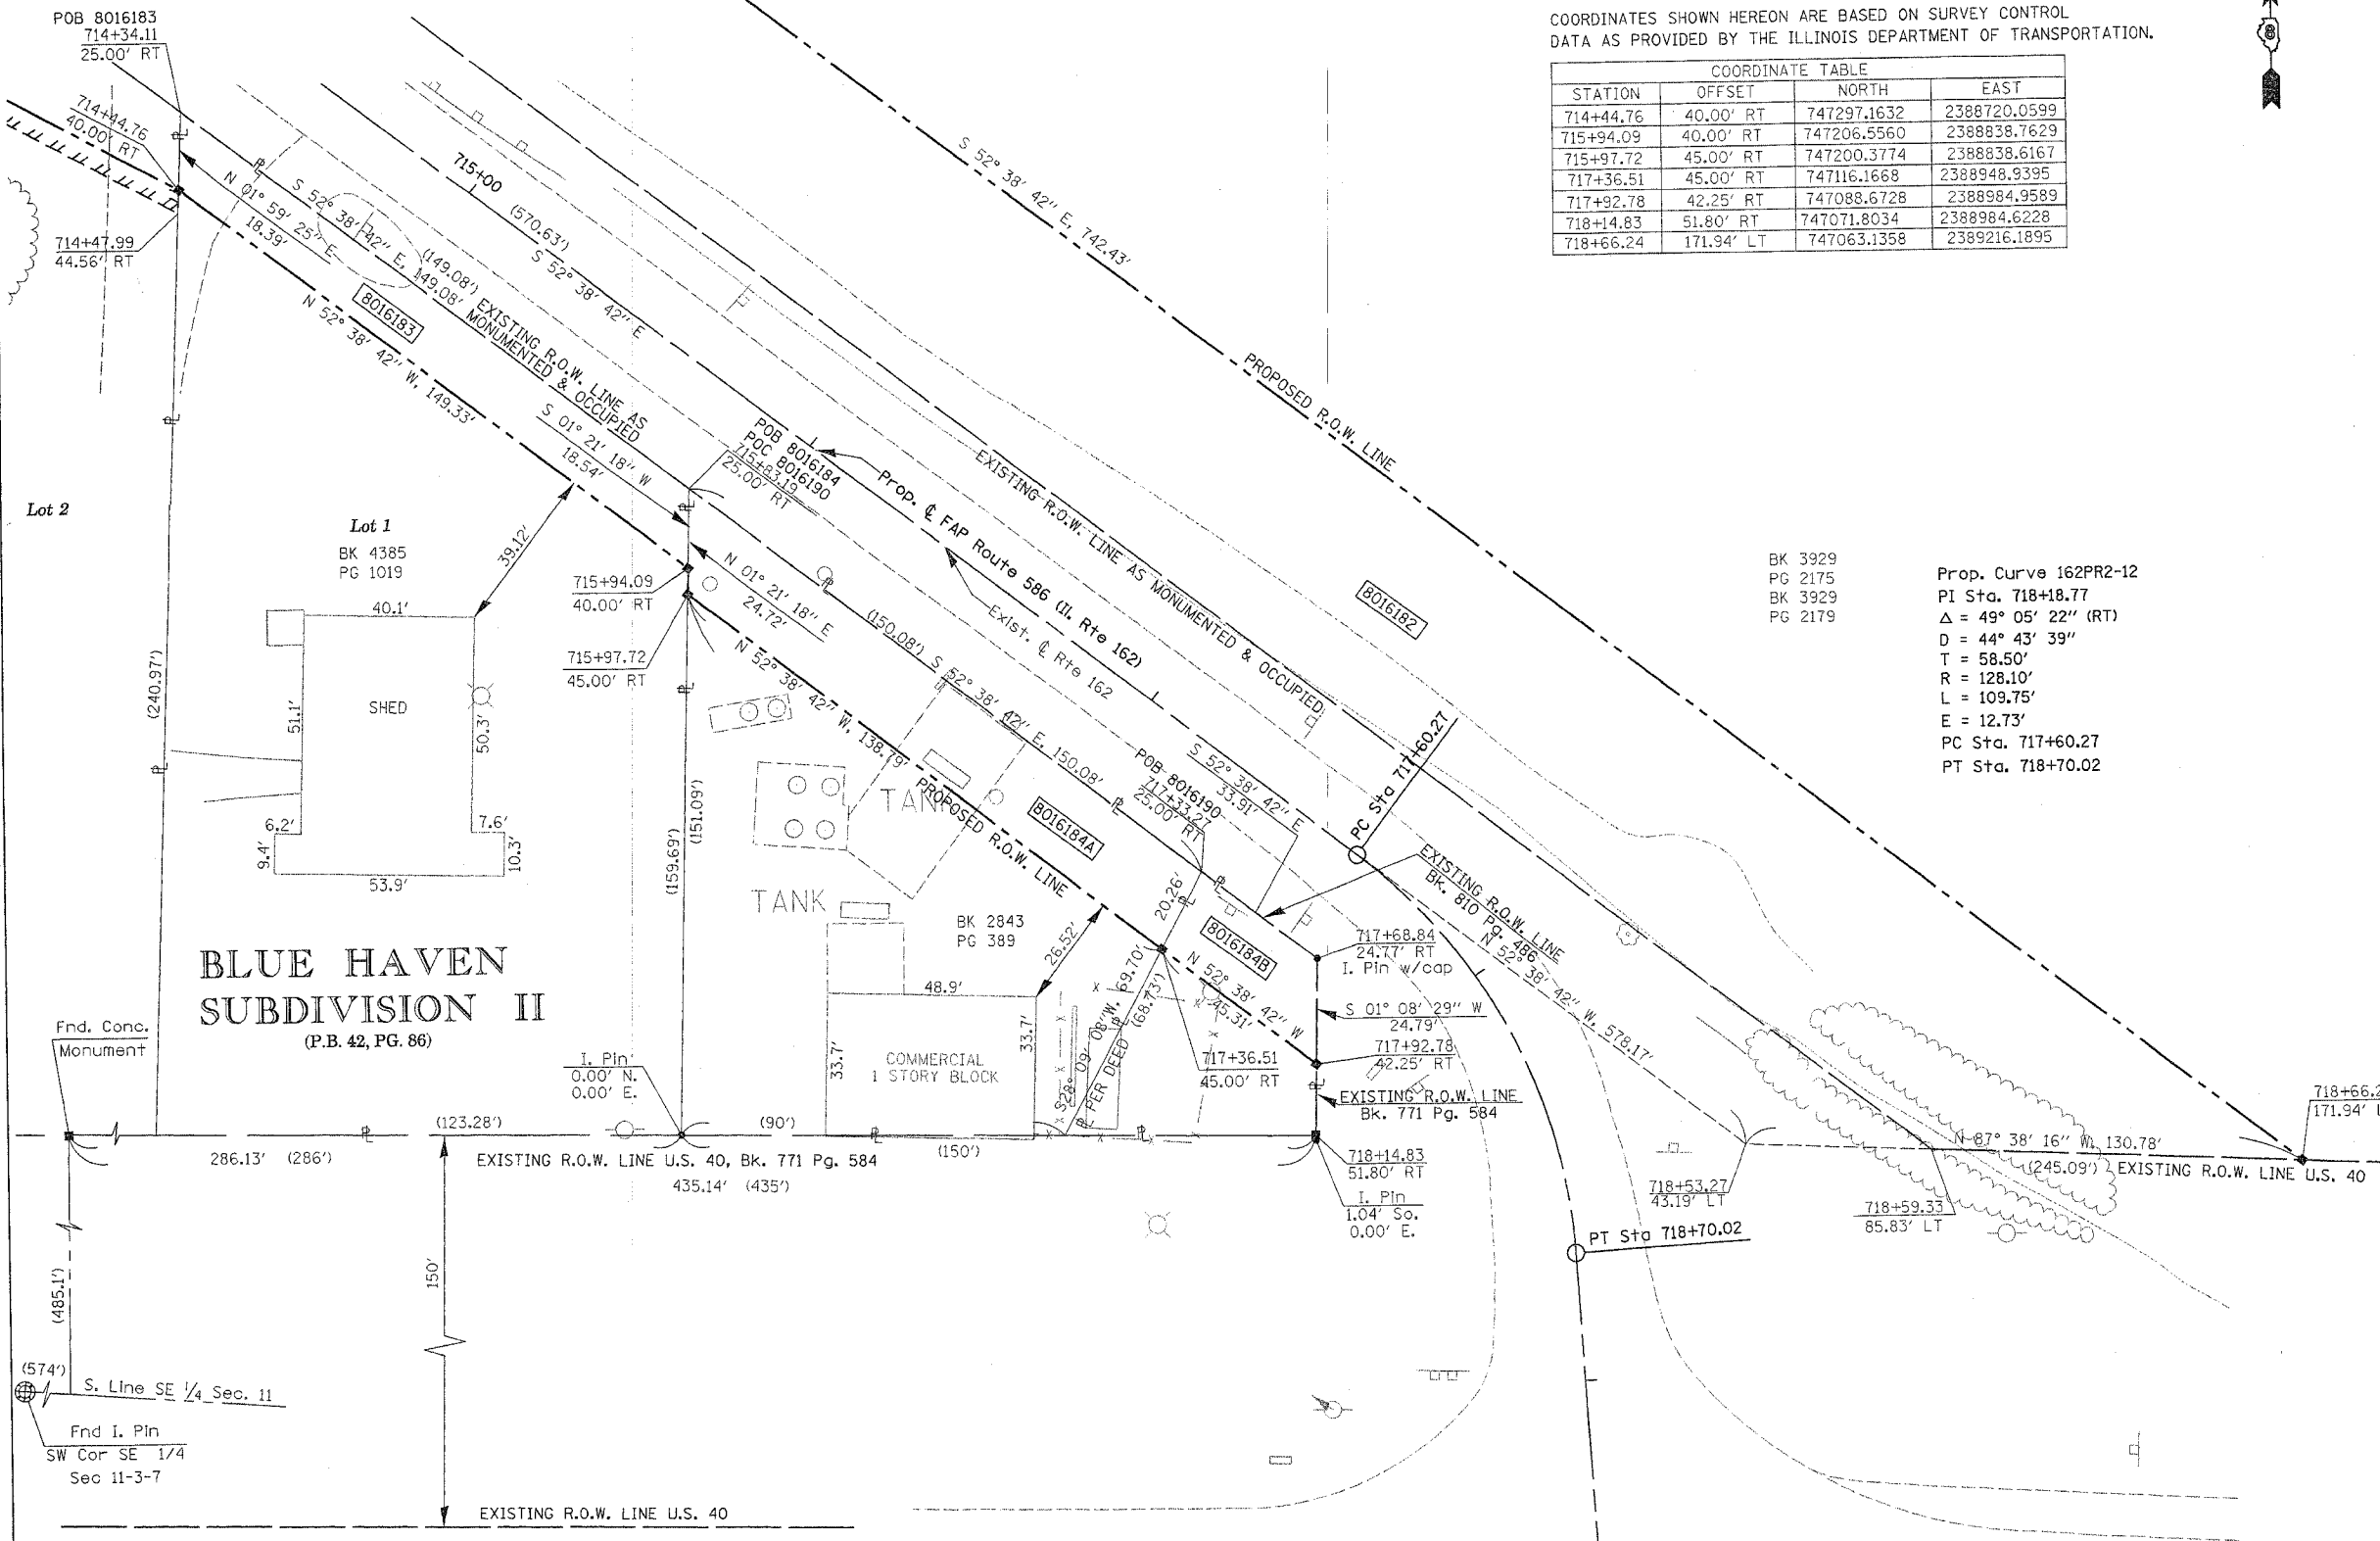 POB 8016183
714+34.11
25.00' RT
714+44.76
40.00' RT
714+47.99
44.56' RT
N 01° 59' 25" E
18.39'
S 52° 38' 42" E, 149.08'
(149.08') EXISTING R.O.W. LINE AS
MONUMENTED & OCCUPIED
8016183
N 52° 38' 42" W, 149.33'
715+00
(570.63')
S 52° 38' 42" E
S 52° 38' 42" E, 742.43'
PROPOSED R.O.W. LINE
COORDINATES SHOWN HEREON ARE BASED ON SURVEY CONTROL
DATA AS PROVIDED BY THE ILLINOIS DEPARTMENT OF TRANSPORTATION.
COORDINATE TABLE
STATION OFFSET NORTH EAST
714+44.76 40.00' RT 747297.1632 2388720.0599
715+94.09 40.00' RT 747206.5560 2388838.7629
715+97.72 45.00' RT 747200.3774 2388838.6167
717+36.51 45.00' RT 747116.1668 2388948.9395
717+92.78 42.25' RT 747088.6728 2388984.9589
718+14.83 51.80' RT 747071.8034 2388984.6228
718+66.24 171.94' LT 747063.1358 2389216.1895
8
S 01° 21' 18" W
18.54'
POB 8016184
POC 8016190
715+83.19
25.00' RT
Prop. ℄ FAP Route 586 (Il. Rte 162)
Exist. ℄ Rte 162
EXISTING R.O.W. LINE AS MONUMENTED & OCCUPIED
8016182
BK 3929
PG 2175
BK 3929
PG 2179
Prop. Curve 162PR2-12
PI Sta. 718+18.77
Δ = 49° 05' 22" (RT)
D = 44° 43' 39"
T = 58.50'
R = 128.10'
L = 109.75'
E = 12.73'
PC Sta. 717+60.27
PT Sta. 718+70.02
Lot 2
Lot 1
BK 4385
PG 1019
39.12'
40.1'
51.1'
SHED
50.3'
6.2'
9.4'
7.6'
10.3'
53.9'
(240.97')
715+94.09
40.00' RT
715+97.72
45.00' RT
N 01° 21' 18" E
24.72'
(150.08') S 52° 38' 42" E, 150.08'
N 52° 38' 42" W, 138.79'
PROPOSED R.O.W. LINE
(159.69')
(151.09')
TANK
TANK
8016184A
BK 2843
PG 389
26.52'
48.9'
33.7'
33.7'
COMMERCIAL
1 STORY BLOCK
POB 8016190
717+33.27
25.00' RT
S 52° 38' 42" E
33.91'
PC Sta 717+60.27
20.26'
8016184B
N 52° 38' 42" W
45.31'
S 28° 09' 08" W, 69.70'
PER DEED (68.73')
EXISTING R.O.W. LINE
Bk. 810 Pg. 486
N 52° 38' 42" W, 578.17'
717+68.84
24.77' RT
I. Pin w/cap
S 01° 08' 29" W
24.79'
717+92.78
42.25' RT
717+36.51
45.00' RT
EXISTING R.O.W. LINE
Bk. 771 Pg. 584
BLUE HAVEN
SUBDIVISION II
(P.B. 42, PG. 86)
Fnd. Conc.
Monument
I. Pin
0.00' N.
0.00' E.
(123.28')
(90')
(150')
286.13' (286')
EXISTING R.O.W. LINE U.S. 40, Bk. 771 Pg. 584
435.14' (435')
718+14.83
51.80' RT
I. Pin
1.04' So.
0.00' E.
718+53.27
43.19' LT
718+59.33
85.83' LT
N 87° 38' 16" W, 130.78'
(245.09') EXISTING R.O.W. LINE U.S. 40
718+66.2
171.94'
PT Sta 718+70.02
(485.1')
150'
(574')
S. Line SE 1/4 Sec. 11
Fnd I. Pin
SW Cor SE 1/4
Sec 11-3-7
EXISTING R.O.W. LINE U.S. 40